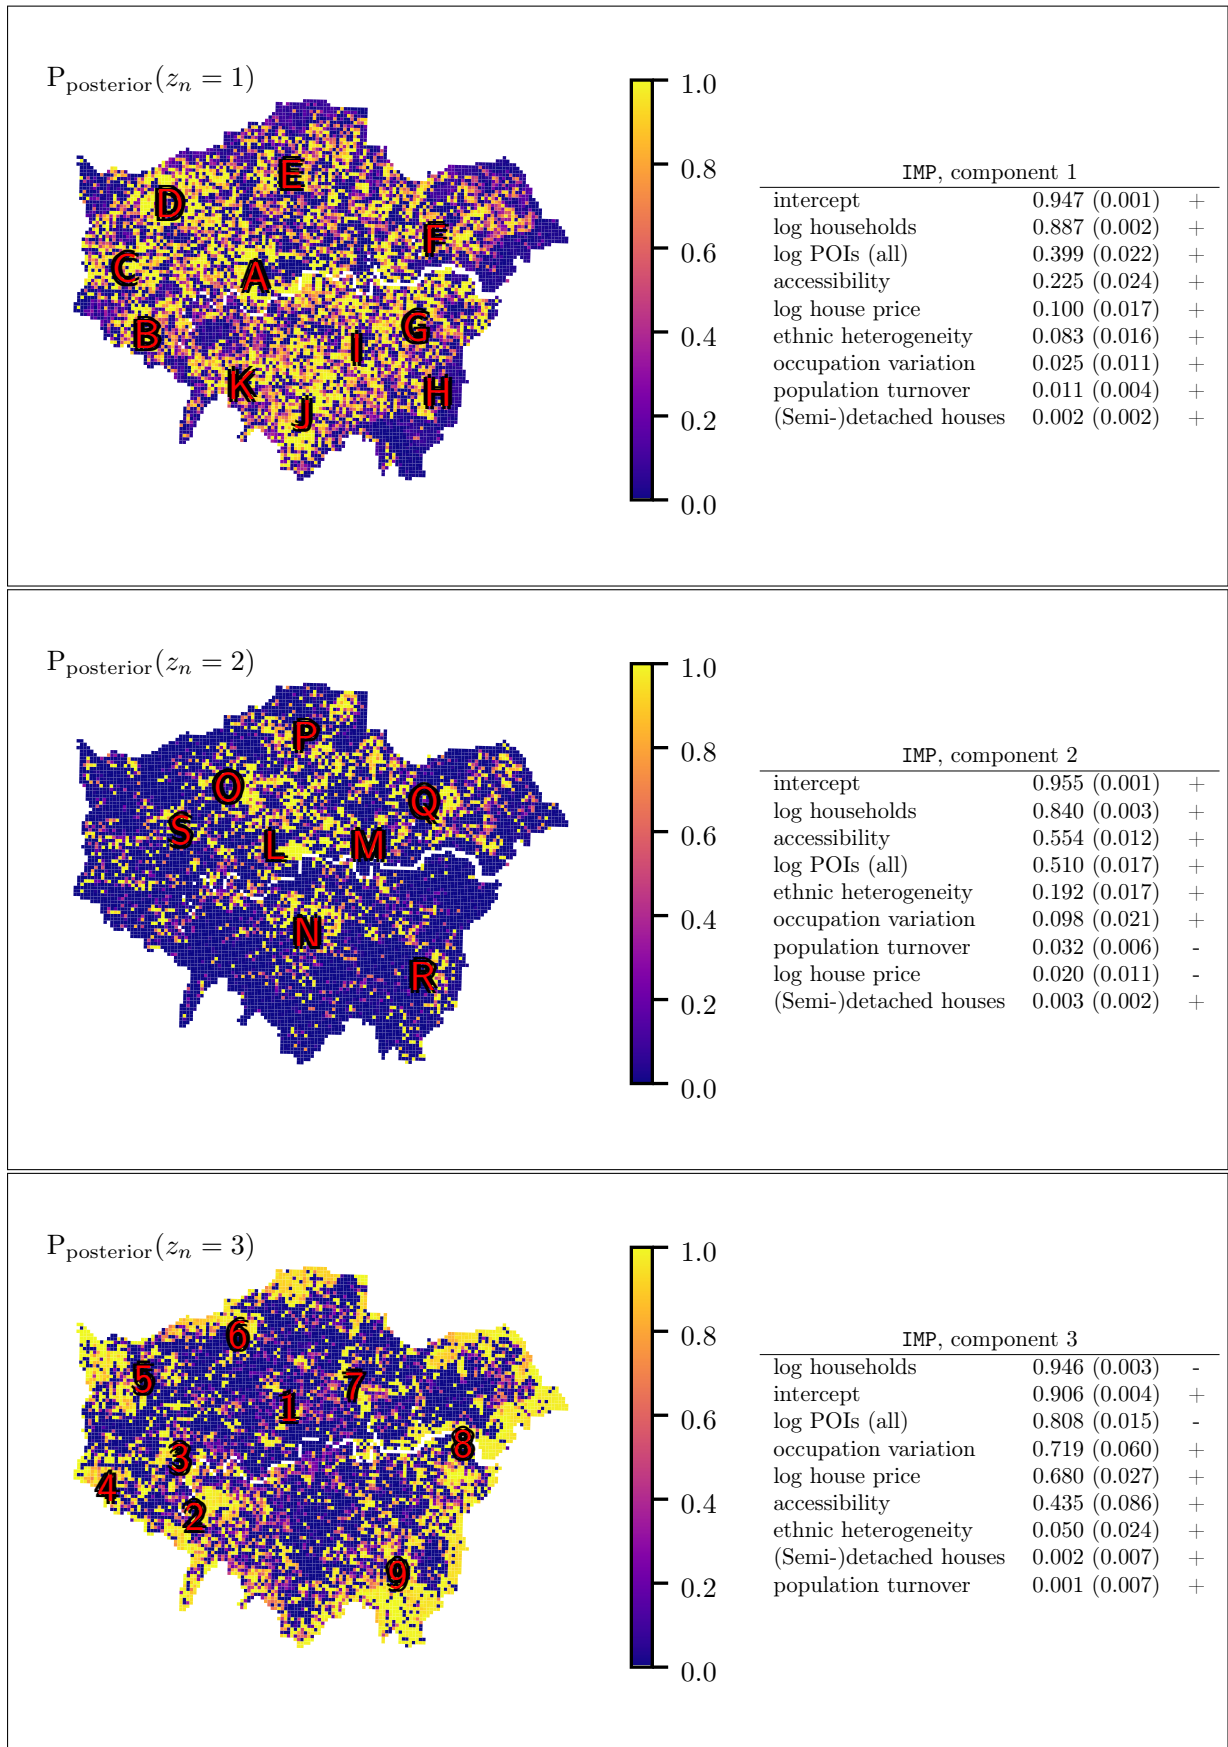 P_posterior(z_n = 1)
1.0
0.8
0.6
0.4
0.2
0.0
E
D
F
C
A
B
G
I
K
H
J
IMP, component 1
intercept 0.947 (0.001) +
log households 0.887 (0.002) +
log POIs (all) 0.399 (0.022) +
accessibility 0.225 (0.024) +
log house price 0.100 (0.017) +
ethnic heterogeneity 0.083 (0.016) +
occupation variation 0.025 (0.011) +
population turnover 0.011 (0.004) +
(Semi-)detached houses 0.002 (0.002) +
P_posterior(z_n = 2)
1.0
0.8
0.6
0.4
0.2
0.0
P
O
Q
S
L
M
N
R
IMP, component 2
intercept 0.955 (0.001) +
log households 0.840 (0.003) +
accessibility 0.554 (0.012) +
log POIs (all) 0.510 (0.017) +
ethnic heterogeneity 0.192 (0.017) +
occupation variation 0.098 (0.021) +
population turnover 0.032 (0.006) -
log house price 0.020 (0.011) -
(Semi-)detached houses 0.003 (0.002) +
P_posterior(z_n = 3)
1.0
0.8
0.6
0.4
0.2
0.0
6
5
7
1
8
3
4
2
9
IMP, component 3
log households 0.946 (0.003) -
intercept 0.906 (0.004) +
log POIs (all) 0.808 (0.015) -
occupation variation 0.719 (0.060) +
log house price 0.680 (0.027) +
accessibility 0.435 (0.086) +
ethnic heterogeneity 0.050 (0.024) +
(Semi-)detached houses 0.002 (0.007) +
population turnover 0.001 (0.007) +